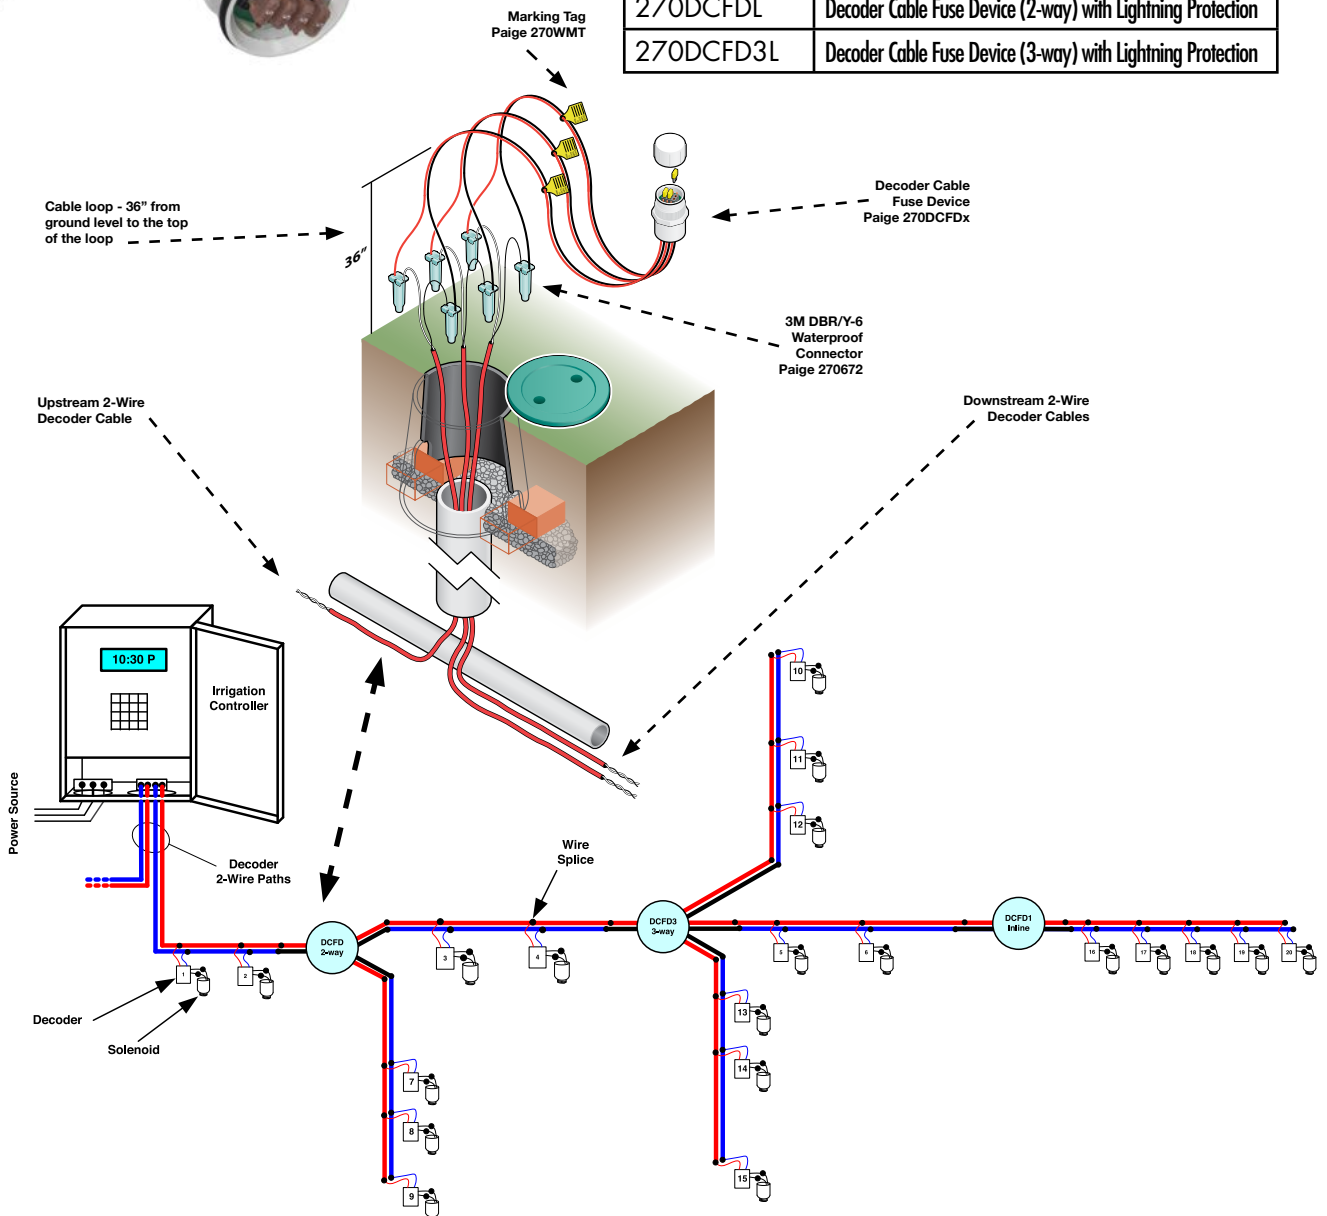 270DCFDL Decoder Cable Fuse Device (2-way) with Lightning Protection
270DCFD3L Decoder Cable Fuse Device (3-way) with Lightning Protection
Marking Tag
Paige 270WMT
Cable loop - 36" from
ground level to the top
of the loop
36"
Decoder Cable
Fuse Device
Paige 270DCFDx
3M DBR/Y-6
Waterproof
Connector
Paige 270672
Upstream 2-Wire
Decoder Cable
Downstream 2-Wire
Decoder Cables
10:30 P
Irrigation
Controller
Power Source
Decoder
2-Wire Paths
Wire
Splice
DCFD
2-way
DCFD3
3-way
DCFD1
Inline
Decoder
Solenoid
1
2
3
4
5
6
7
8
9
10
11
12
13
14
15
16
17
18
19
20